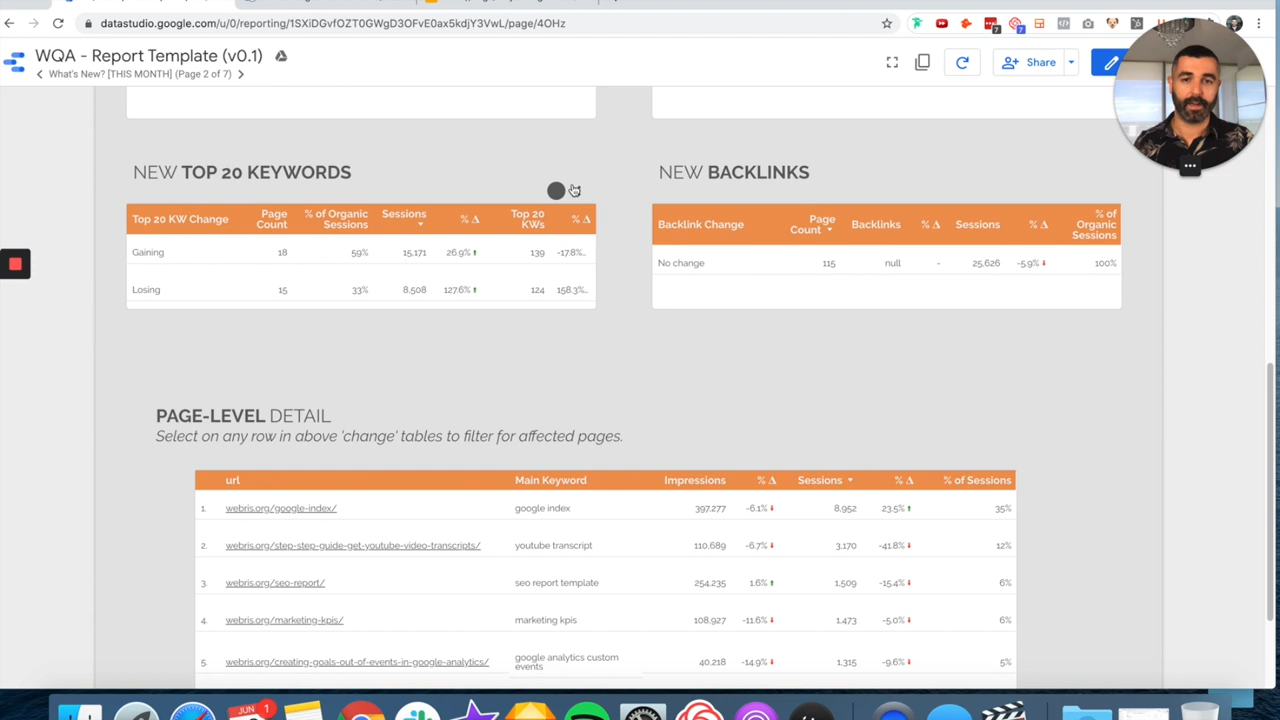 datastudio.google.com/u/0/reporting/1SXiDGvfOZT0GWgD3OFvE0ax5kdjY3VwL/page/4OHz
7
7
WQA - Report Template (v0.1)
What's New? [THIS MONTH] (Page 2 of 7)
Share
NEW TOP 20 KEYWORDS
Top 20 KW Change Page Count % of Organic Sessions Sessions % Δ Top 20 KWs % Δ
Gaining 18 59% 15,171 26.9% 139 -17.8%...
Losing 15 33% 8,508 127.6% 124 158.3%...
NEW BACKLINKS
Backlink Change Page Count Backlinks % Δ Sessions % Δ % of Organic Sessions
No change 115 null - 25,626 -5.9% 100%
PAGE-LEVEL DETAIL
Select on any row in above 'change' tables to filter for affected pages.
url Main Keyword Impressions % Δ Sessions % Δ % of Sessions
1. webris.org/google-index/ google index 397,277 -6.1% 8,952 23.5% 35%
2. webris.org/step-step-guide-get-youtube-video-transcripts/ youtube transcript 110,689 -6.7% 3,170 -41.8% 12%
3. webris.org/seo-report/ seo report template 254,235 1.6% 1,509 -15.4% 6%
4. webris.org/marketing-kpis/ marketing kpis 108,927 -11.6% 1,473 -5.0% 6%
5. webris.org/creating-goals-out-of-events-in-google-analytics/ google analytics custom events 40,218 -14.9% 1,315 -9.6% 5%
JUN 1